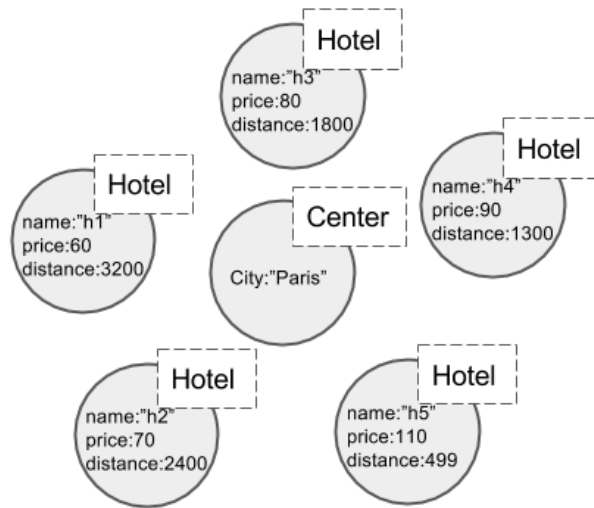 Hotel
name:"h3"
price:80
distance:1800
Hotel
name:"h4"
price:90
distance:1300
Hotel
name:"h1"
price:60
distance:3200
Center
City:"Paris"
Hotel
name:"h2"
price:70
distance:2400
Hotel
name:"h5"
price:110
distance:499